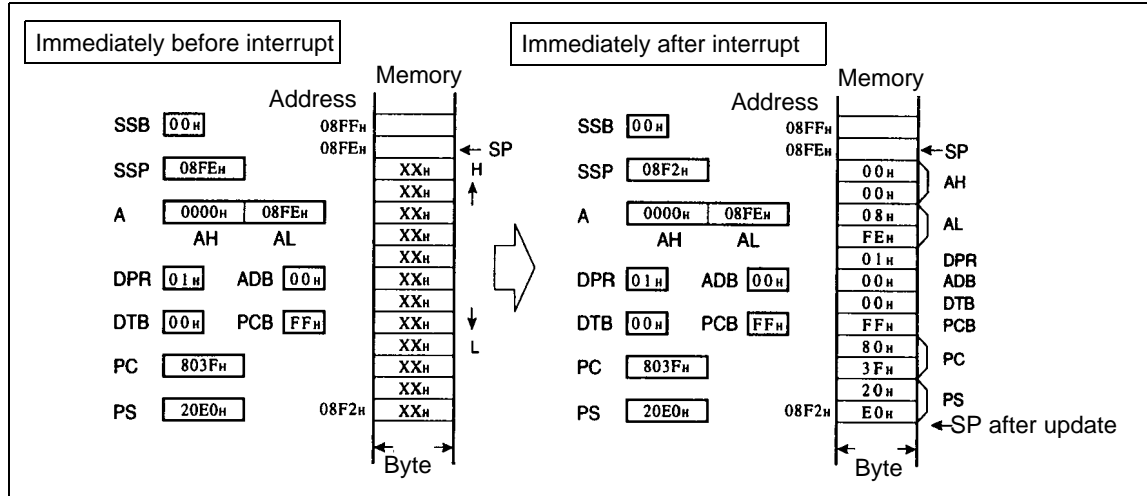 Immediately before interrupt
Memory
Address
SSB 00H
08FFH
08FEH
← SP
SSP 08FEH
XXH H
XXH
A 0000H 08FEH
XXH
AH AL
XXH
XXH
DPR 01H ADB 00H
XXH
XXH
DTB 00H PCB FFH
XXH
XXH L
PC 803FH
XXH
XXH
PS 20E0H
08F2H XXH
Byte
Immediately after interrupt
Memory
Address
SSB 00H
08FFH
08FEH
← SP
SSP 08F2H
00H
00H
AH
A 0000H 08FEH
08H
FEH
AL
AH AL
01H DPR
DPR 01H ADB 00H
00H ADB
00H DTB
DTB 00H PCB FFH
FFH PCB
80H
3FH
PC
PC 803FH
20H
E0H
PS
PS 20E0H
08F2H
←SP after update
Byte